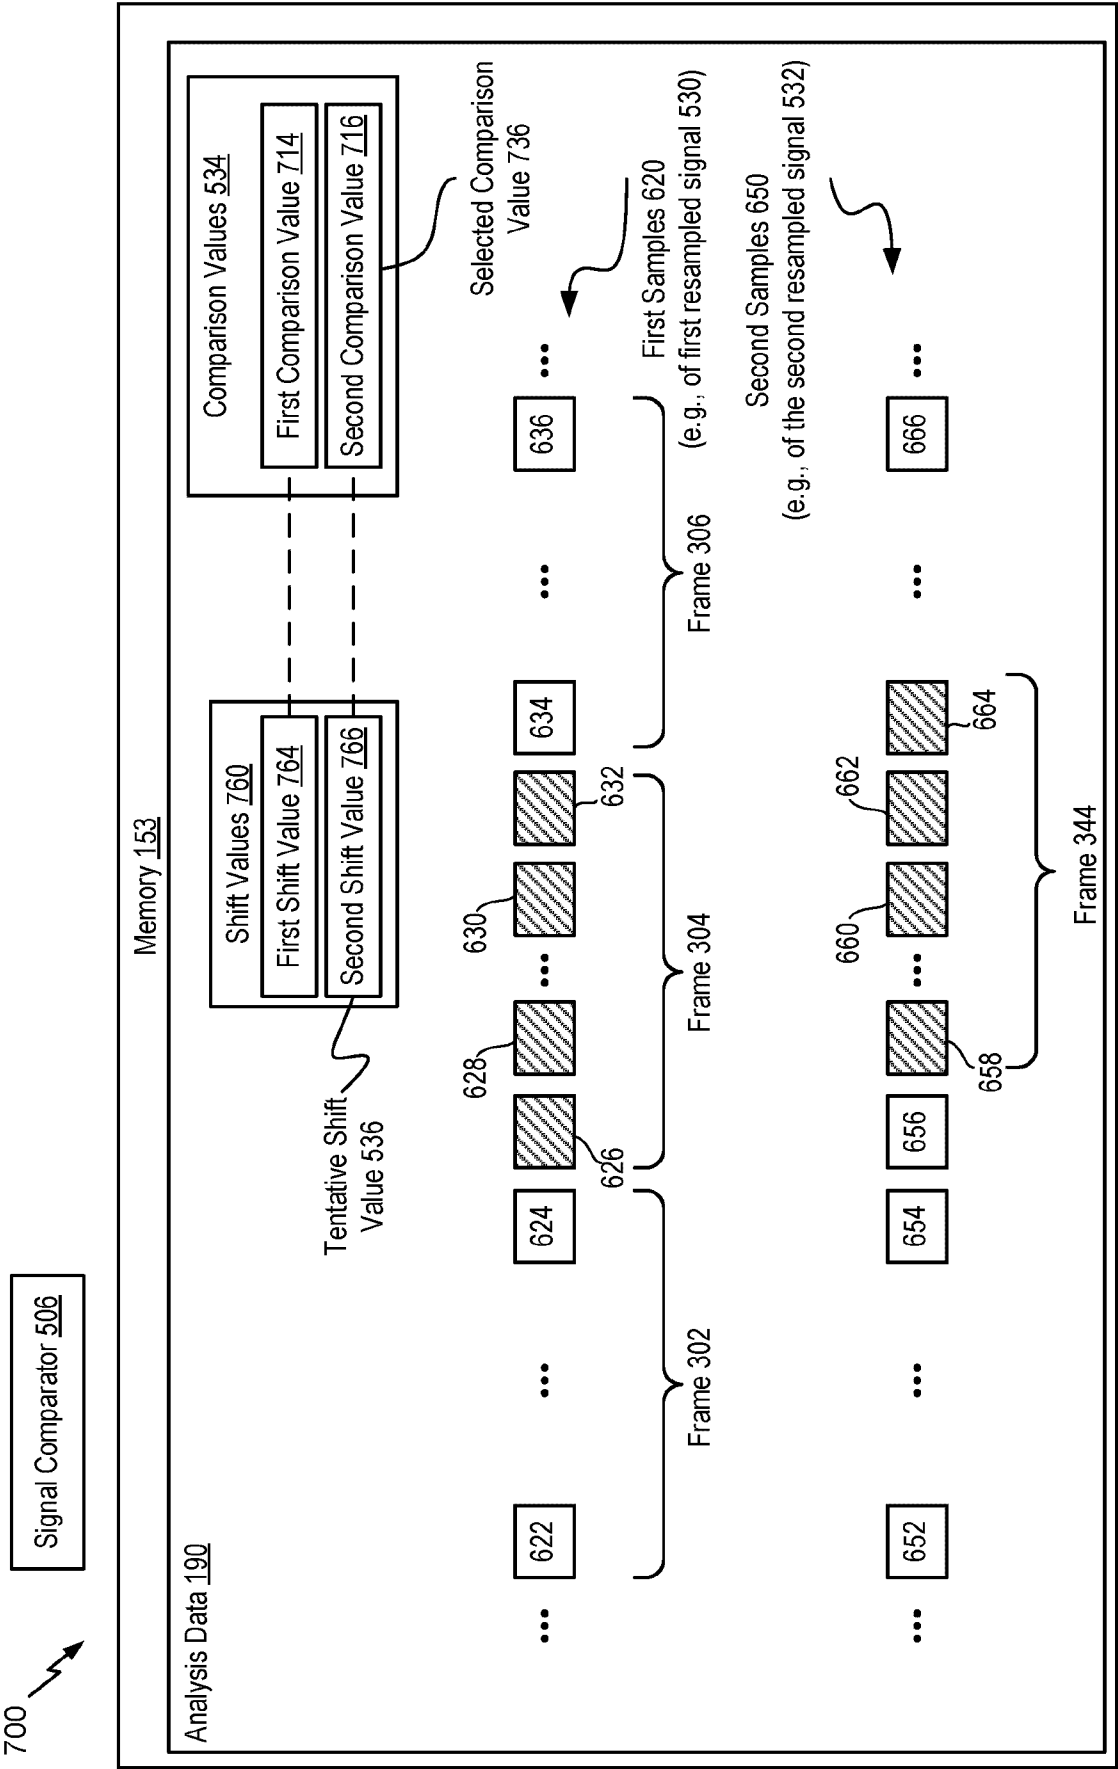 700
Signal Comparator 506
Memory 153
Analysis Data 190
Shift Values 760
First Shift Value 764
Second Shift Value 766
Comparison Values 534
First Comparison Value 714
Second Comparison Value 716
Tentative Shift
Value 536
Selected Comparison
Value 736
628
630
... 622 ... 624 ... 634 ... 636 ...
626
632
Frame 302
Frame 304
Frame 306
First Samples 620
(e.g., of first resampled signal 530)
Second Samples 650
(e.g., of the second resampled signal 532)
660
662
... 652 ... 654 656 ... ... 666 ...
658
664
Frame 344